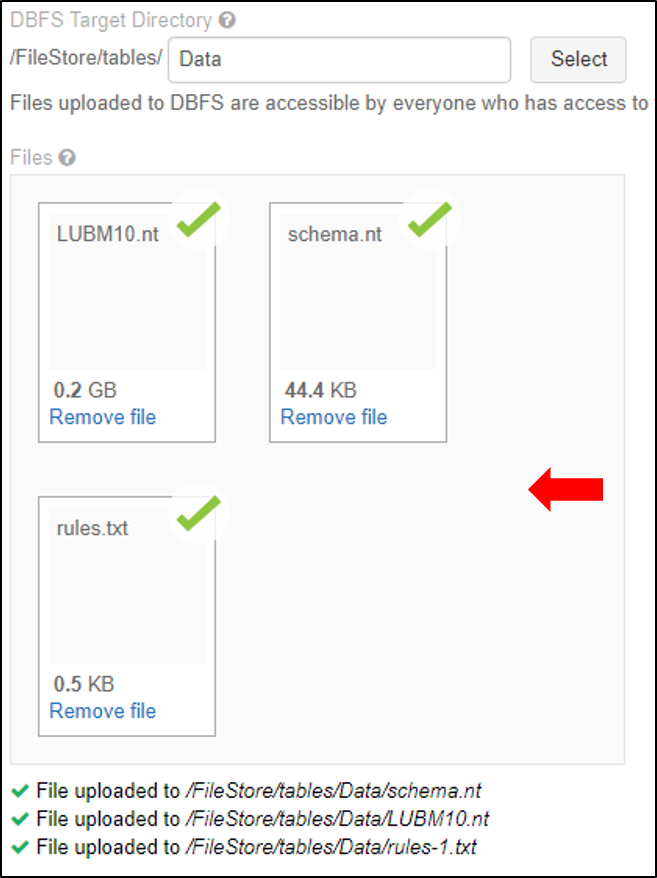 DBFS Target Directory
/FileStore/tables/ Data Select
Files uploaded to DBFS are accessible by everyone who has access to
Files
LUBM10.nt schema.nt
0.2 GB 44.4 KB
Remove file Remove file
rules.txt
0.5 KB
Remove file
File uploaded to /FileStore/tables/Data/schema.nt
File uploaded to /FileStore/tables/Data/LUBM10.nt
File uploaded to /FileStore/tables/Data/rules-1.txt